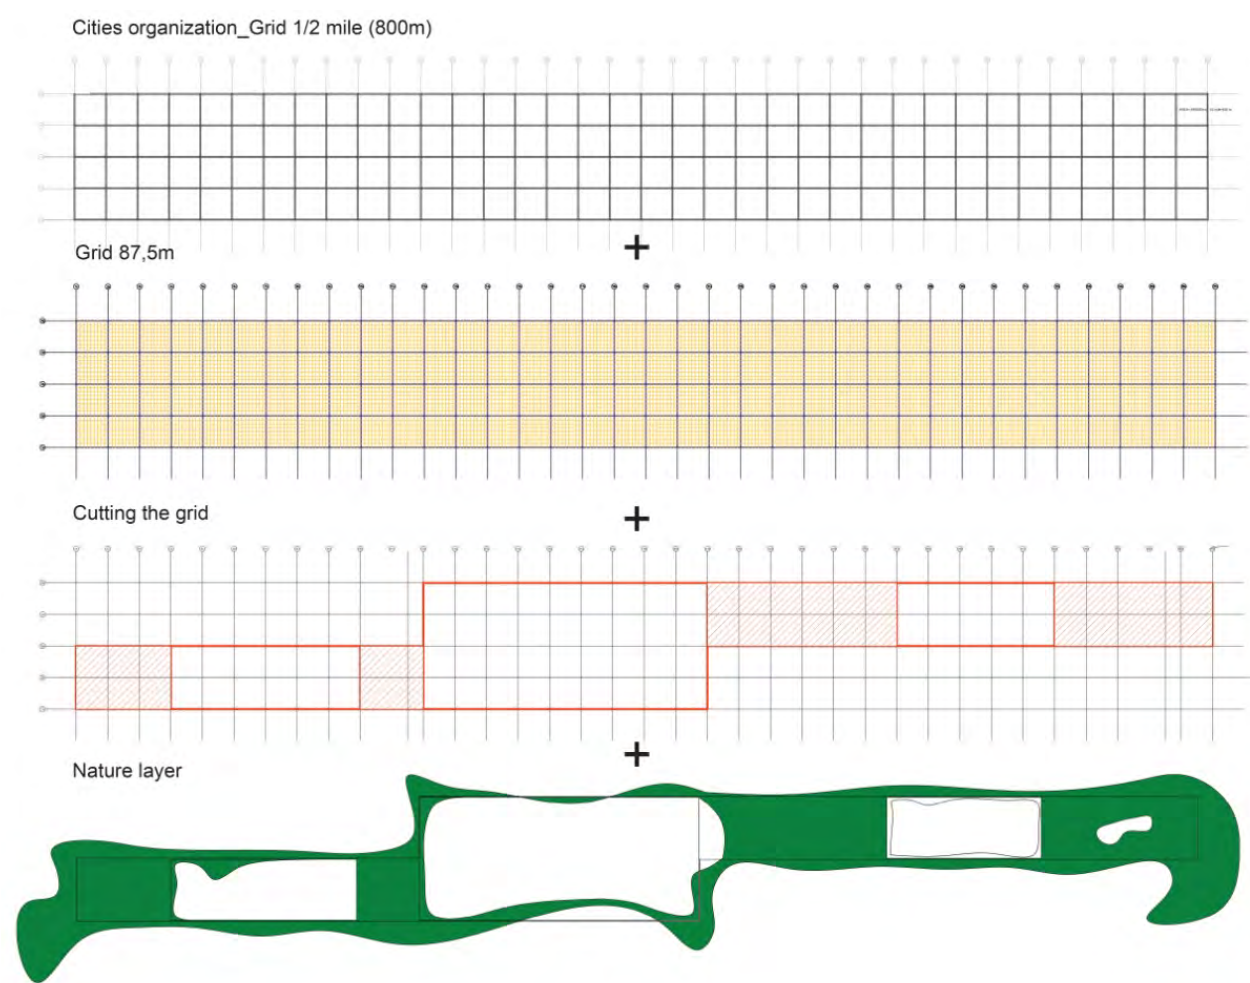 Cities organization_Grid 1/2 mile (800m)
+
Grid 87,5m
+
Cutting the grid
+
Nature layer